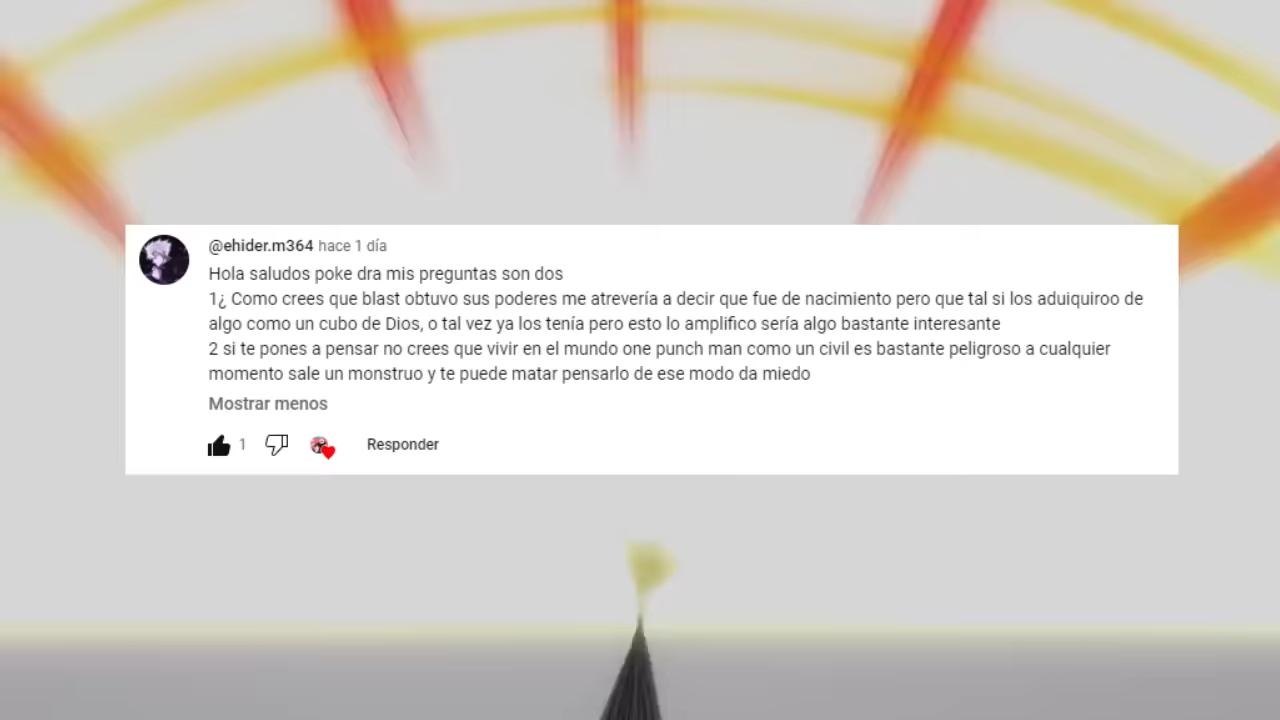 @ehider.m364 hace 1 día
Hola saludos poke dra mis preguntas son dos
1¿ Como crees que blast obtuvo sus poderes me atrevería a decir que fue de nacimiento pero que tal si los aduiquiroo de
algo como un cubo de Dios, o tal vez ya los tenía pero esto lo amplifico sería algo bastante interesante
2 si te pones a pensar no crees que vivir en el mundo one punch man como un civil es bastante peligroso a cualquier
momento sale un monstruo y te puede matar pensarlo de ese modo da miedo
Mostrar menos
1 Responder